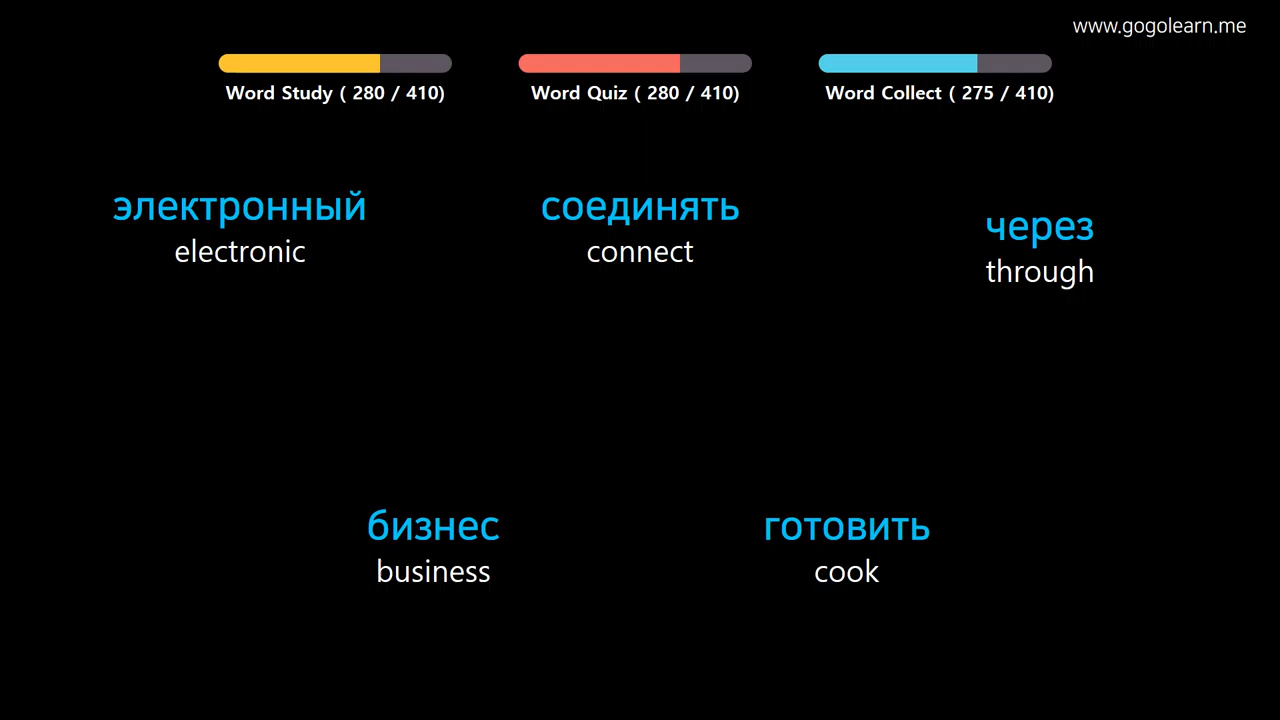 www.gogolearn.me
Word Study ( 280 / 410)
Word Quiz ( 280 / 410)
Word Collect ( 275 / 410)
электронный
electronic
соединять
connect
через
through
бизнес
business
готовить
cook